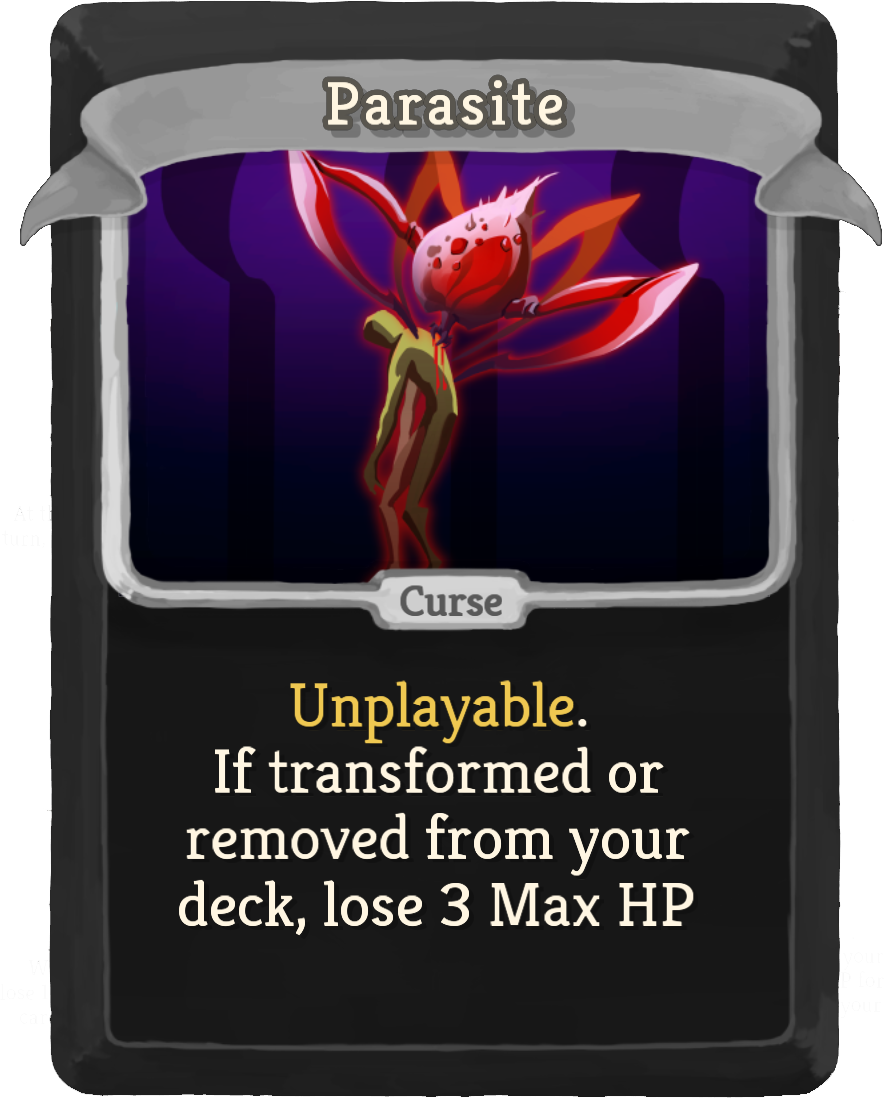 Parasite
Curse
Unplayable.
If transformed or
removed from your
deck, lose 3 Max HP